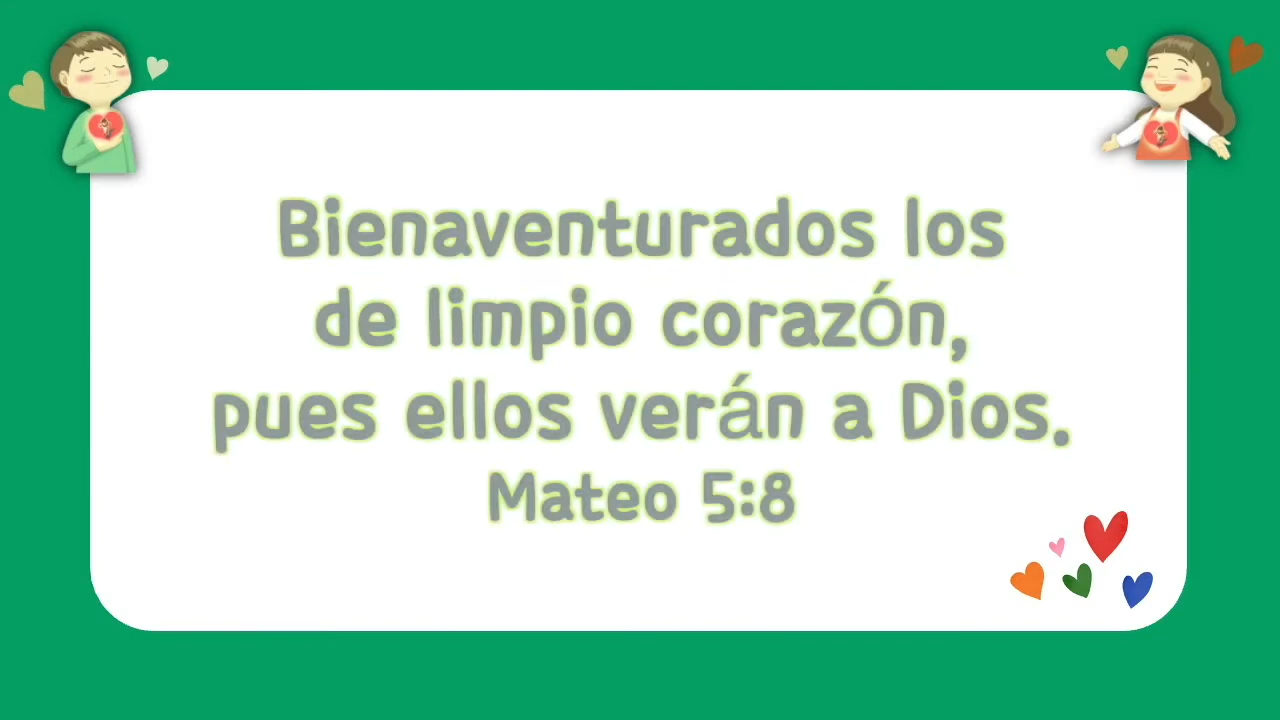 Bienaventurados los
de limpio corazón,
pues ellos verán a Dios.
Mateo 5:8